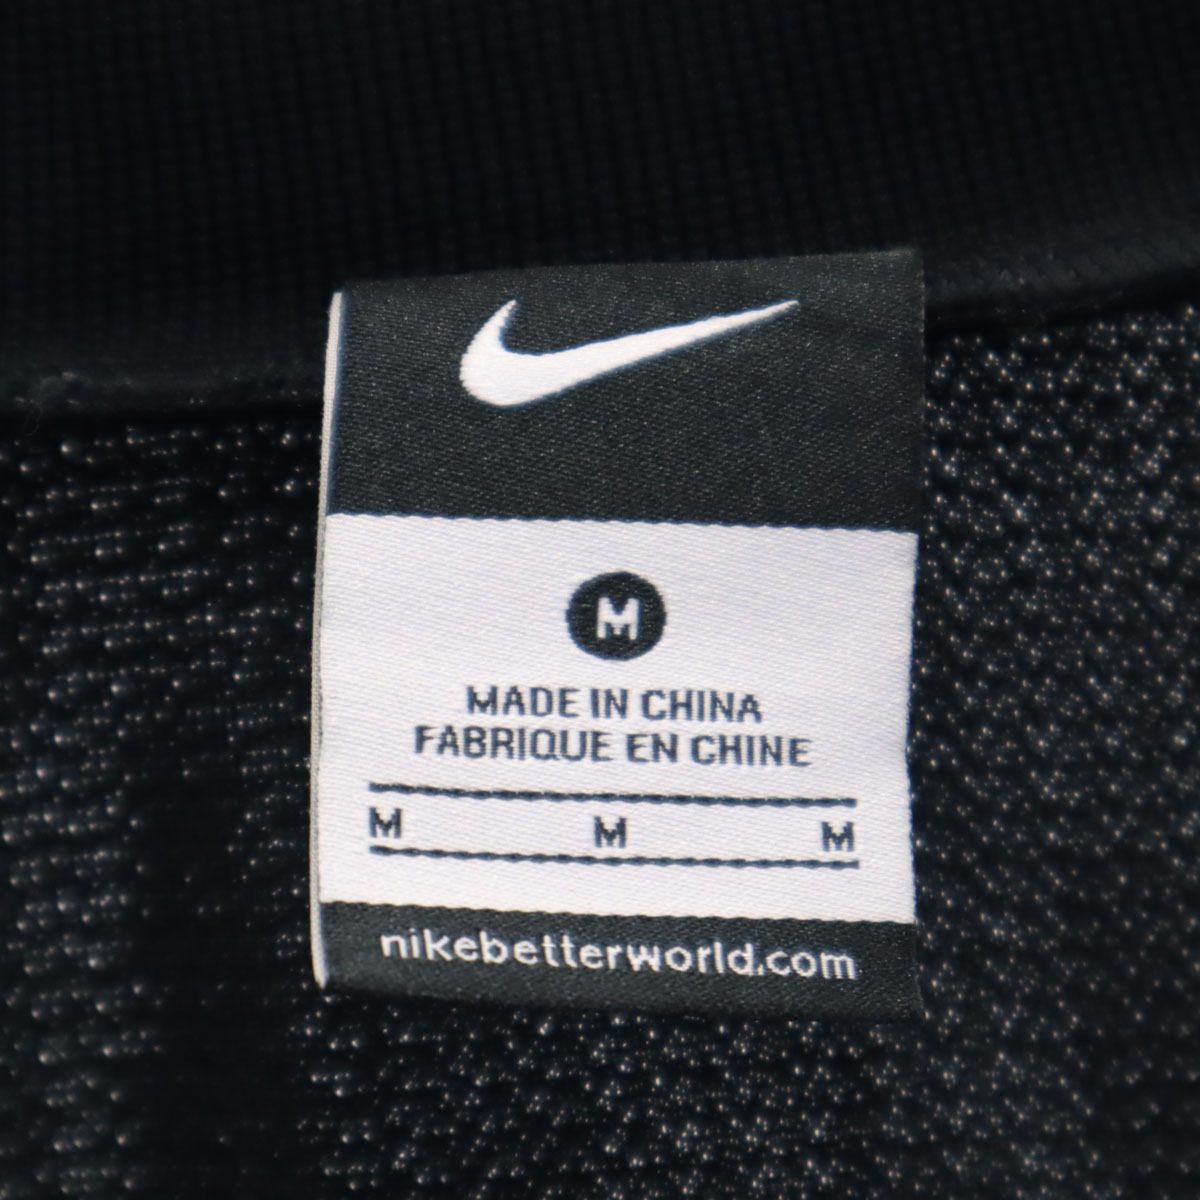 M
MADE IN CHINA
FABRIQUE EN CHINE
M M M
nikebetterworld.com